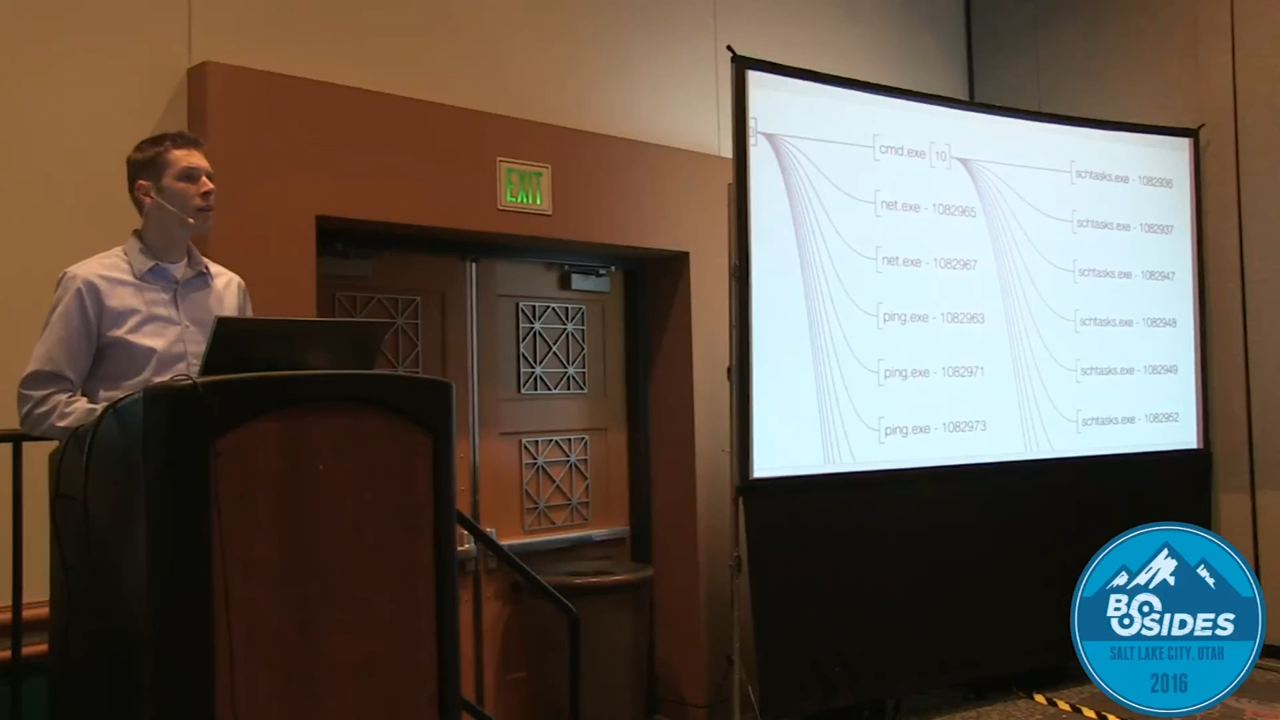 EXIT
cmd.exe [10]
net.exe - 1082965
net.exe - 1082967
ping.exe - 1082963
ping.exe - 1082971
ping.exe - 1082973
schtasks.exe - 1082936
schtasks.exe - 1082937
schtasks.exe - 1082947
schtasks.exe - 1082948
schtasks.exe - 1082949
schtasks.exe - 1082952
BSIDES
SALT LAKE CITY, UTAH
2016